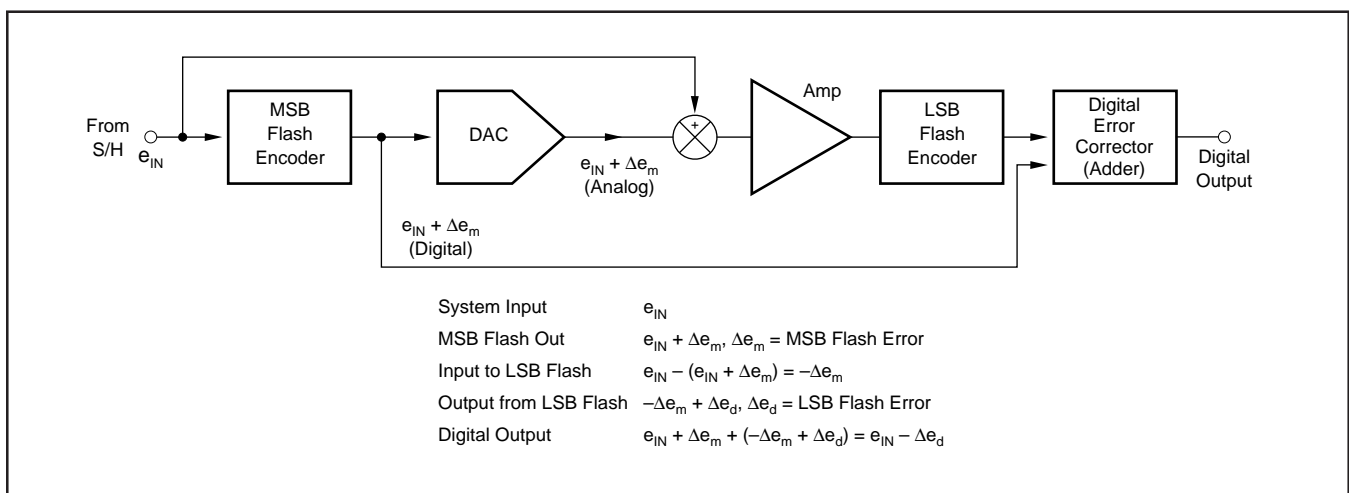 From
S/H
e_IN
MSB
Flash
Encoder
DAC
e_IN + Δe_m
(Analog)
+
Amp
LSB
Flash
Encoder
Digital
Error
Corrector
(Adder)
Digital
Output
e_IN + Δe_m
(Digital)
System Input e_IN
MSB Flash Out e_IN + Δe_m, Δe_m = MSB Flash Error
Input to LSB Flash e_IN – (e_IN + Δe_m) = –Δe_m
Output from LSB Flash –Δe_m + Δe_d, Δe_d = LSB Flash Error
Digital Output e_IN + Δe_m + (–Δe_m + Δe_d) = e_IN – Δe_d